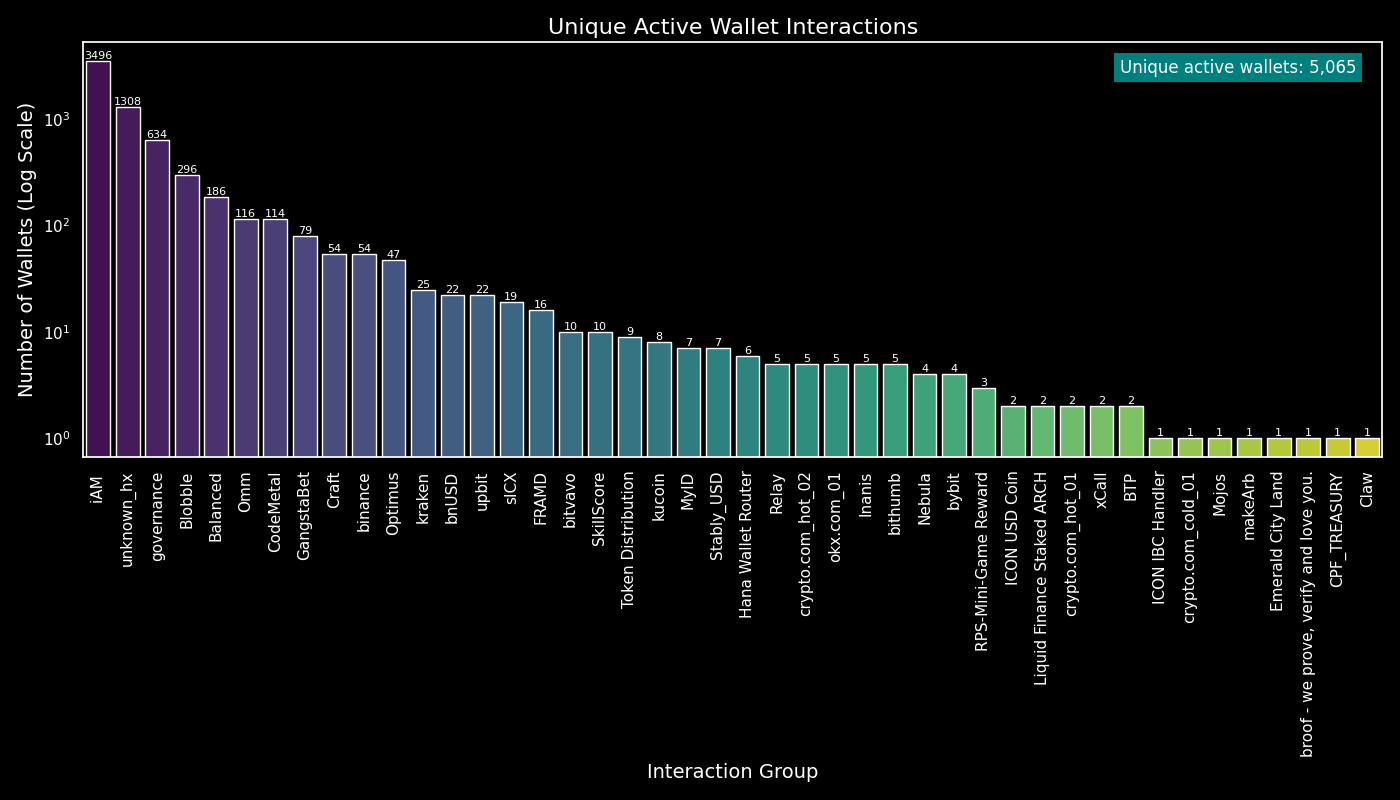 Unique Active Wallet Interactions
Unique active wallets: 5,065
Number of Wallets (Log Scale)
10³
10²
10¹
10⁰
3496
1308
634
296
186
116
114
79
54
54
47
25
22
22
19
16
10
10
9
8
7
7
6
5
5
5
5
5
4
4
3
2
2
2
2
2
1
1
1
1
1
1
1
1
iAM
unknown_hx
governance
Blobble
Balanced
Omm
CodeMetal
GangstaBet
Craft
binance
Optimus
kraken
bnUSD
upbit
sICX
FRAMD
bitvavo
SkillScore
Token Distribution
kucoin
MyID
Stably_USD
Hana Wallet Router
Relay
crypto.com_hot_02
okx.com_01
Inanis
bithumb
Nebula
bybit
RPS-Mini-Game Reward
ICON USD Coin
Liquid Finance Staked ARCH
crypto.com_hot_01
xCall
BTP
ICON IBC Handler
crypto.com_cold_01
Mojos
makeArb
Emerald City Land
broof - we prove, verify and love you.
CPF_TREASURY
Claw
Interaction Group